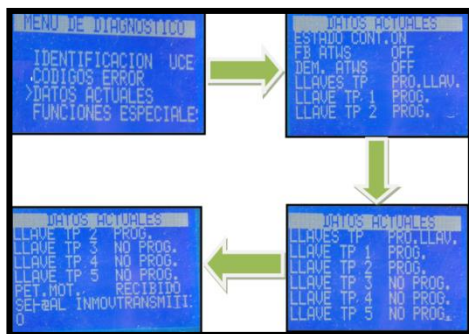 MENU DE DIAGNOSTICO
IDENTIFICACION UCE
.CODIGOS ERROR
>DATOS ACTUALES
FUNCIONES ESPECIALES
DATOS ACTUALES
ESTADO CONT.ON
FB ATWS OFF
DEM. ATWS OFF
LLAVES TP PRO.LLAV.
LLAVE TP 1 PROG.
LLAVE TP 2 PROG.
DATOS ACTUALES
LLAVES TP PRO.LLAV.
LLAVE TP 1 PROG.
LLAVE TP 2 PROG.
LLAVE TP 3 NO PROG.
LLAVE TP 4 NO PROG.
LLAVE TP 5 NO PROG.
DATOS ACTUALES
LLAVE TP 2 PROG.
LLAVE TP 3 NO PROG.
LLAVE TP 4 NO PROG.
LLAVE TP 5 NO PROG.
PET.MOT. RECIBIDO
O